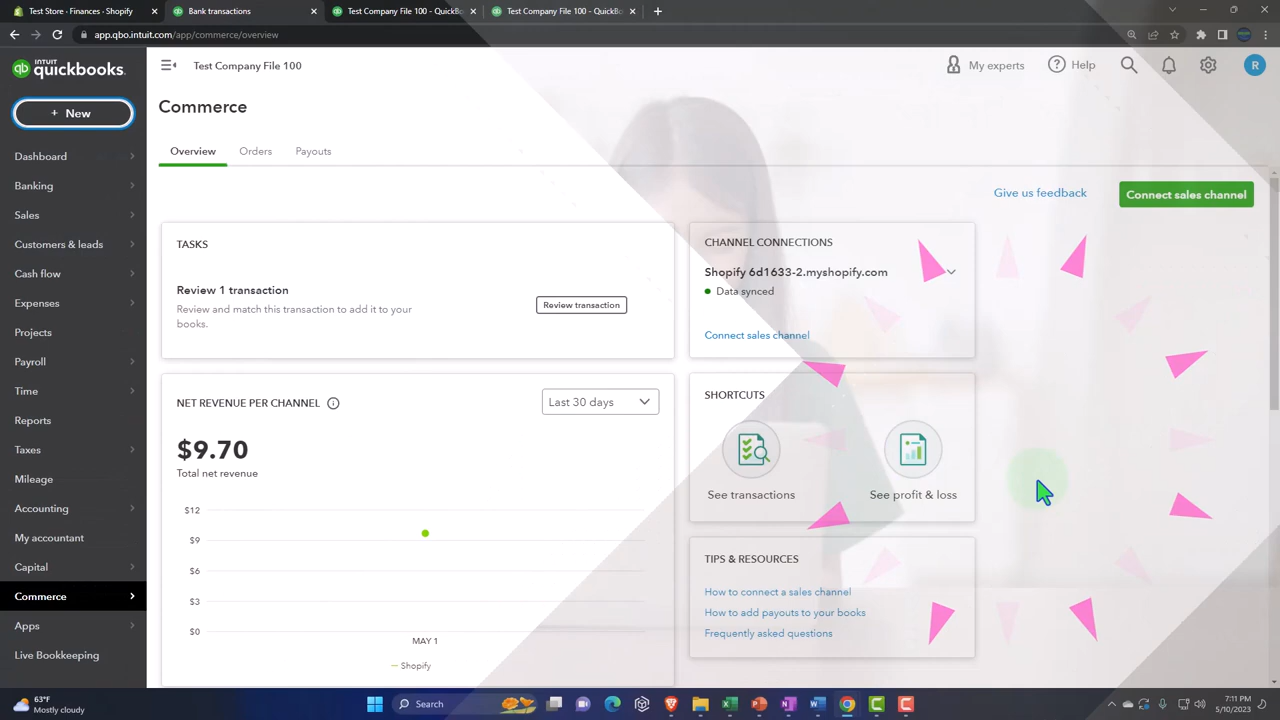 Test Store - Finances - Shopify
Banks
Test Company File 100 - QuickBo
Test Company File 100 - QuickBo
app.qbo.intuit.com/app/commerce/overview
INTUIT
quickbooks.
Test Company File 100
My experts
Help
R
+ New
Commerce
Dashboard
Banking
Sales
Customers & leads
Cash flow
Expenses
Projects
Payroll
Time
Reports
Taxes
Mileage
Accounting
My accountant
Capital
Commerce
Apps
Live Bookkeeping
Overview
Orders
Payouts
Give us feedback
Connect sales channel
TASKS
Review 1 transaction
Review and match this transaction to add it to your
books.
Review transaction
CHANNEL CONNECTIONS
Shopify 6d1633-2.myshopify.com
Data synced
Connect sales channel
NET REVENUE PER CHANNEL
Last 30 days
$9.70
Total net revenue
$12
$9
$6
$3
$0
MAY 1
Shopify
SHORTCUTS
See transactions
See profit & loss
TIPS & RESOURCES
How to connect a sales channel
How to add payouts to your books
Frequently asked questions
63°F
Mostly cloudy
Search
7:11 PM
5/10/2023